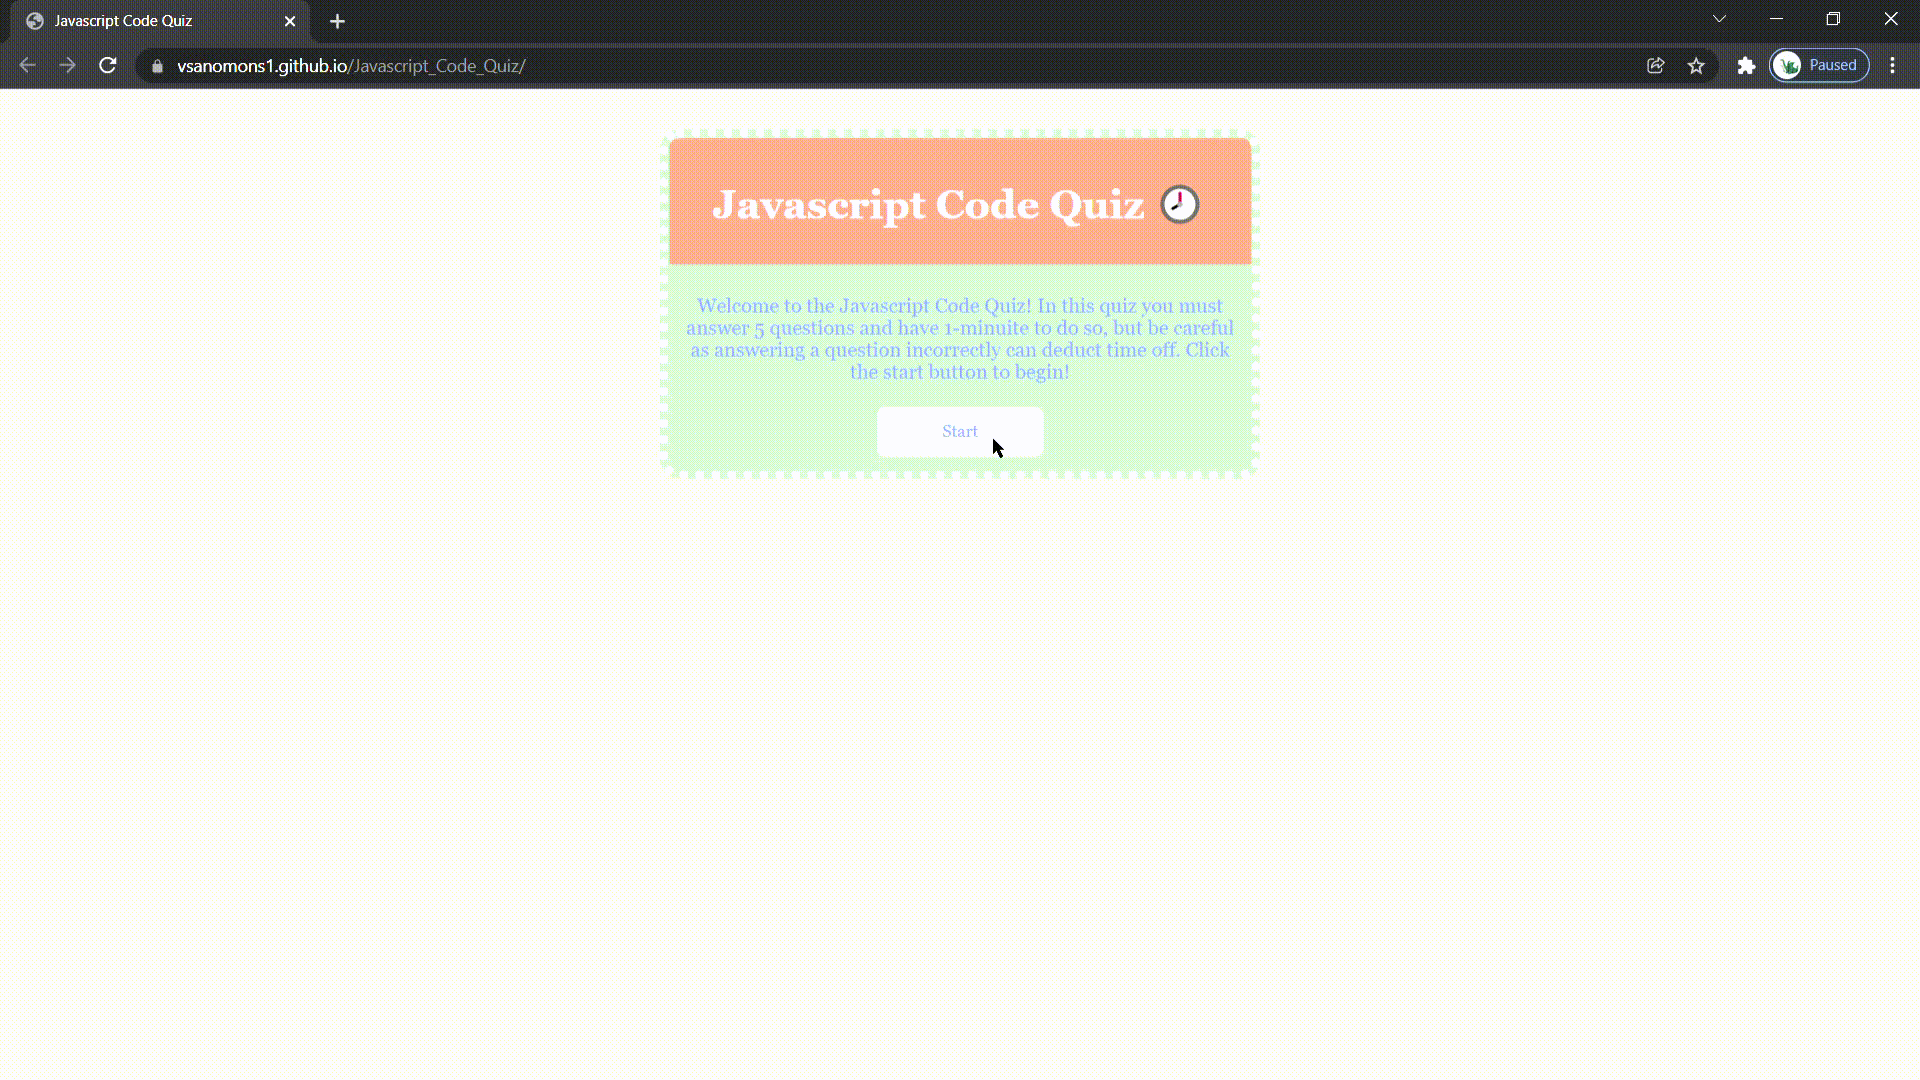 Javascript Code Quiz
vsanomons1.github.io/Javascript_Code_Quiz/
Paused
Javascript Code Quiz
Welcome to the Javascript Code Quiz! In this quiz you must
answer 5 questions and have 1-minuite to do so, but be careful
as answering a question incorrectly can deduct time off. Click
the start button to begin!
Start